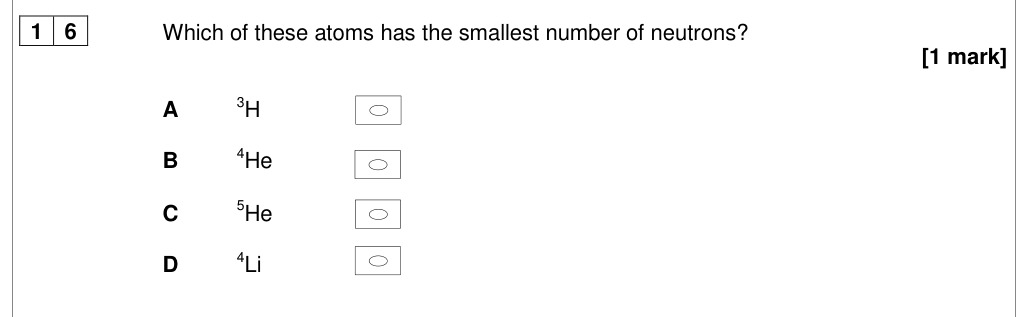 1 6 Which of these atoms has the smallest number of neutrons?
[1 mark]
A ³H
B ⁴He
C ⁵He
D ⁴Li